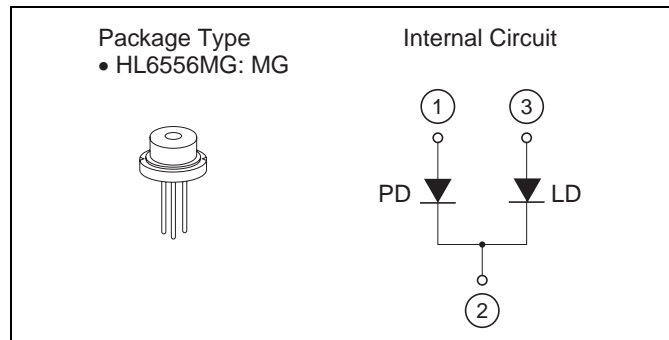 Package Type
• HL6556MG: MG
Internal Circuit
1
3
PD
LD
2